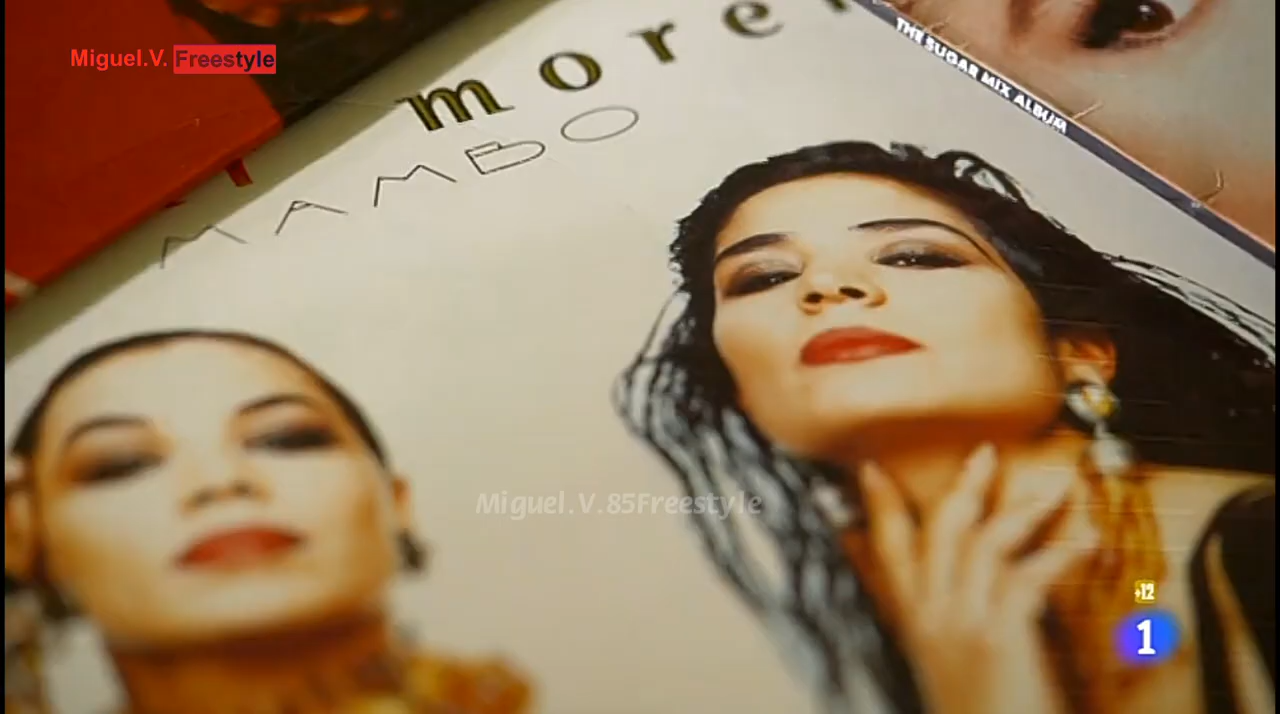 Miguel.V. Freestyle
more
MAMBO
THE SUGAR MIX ALBUM
Miguel.V.85Freestyle
+12
1